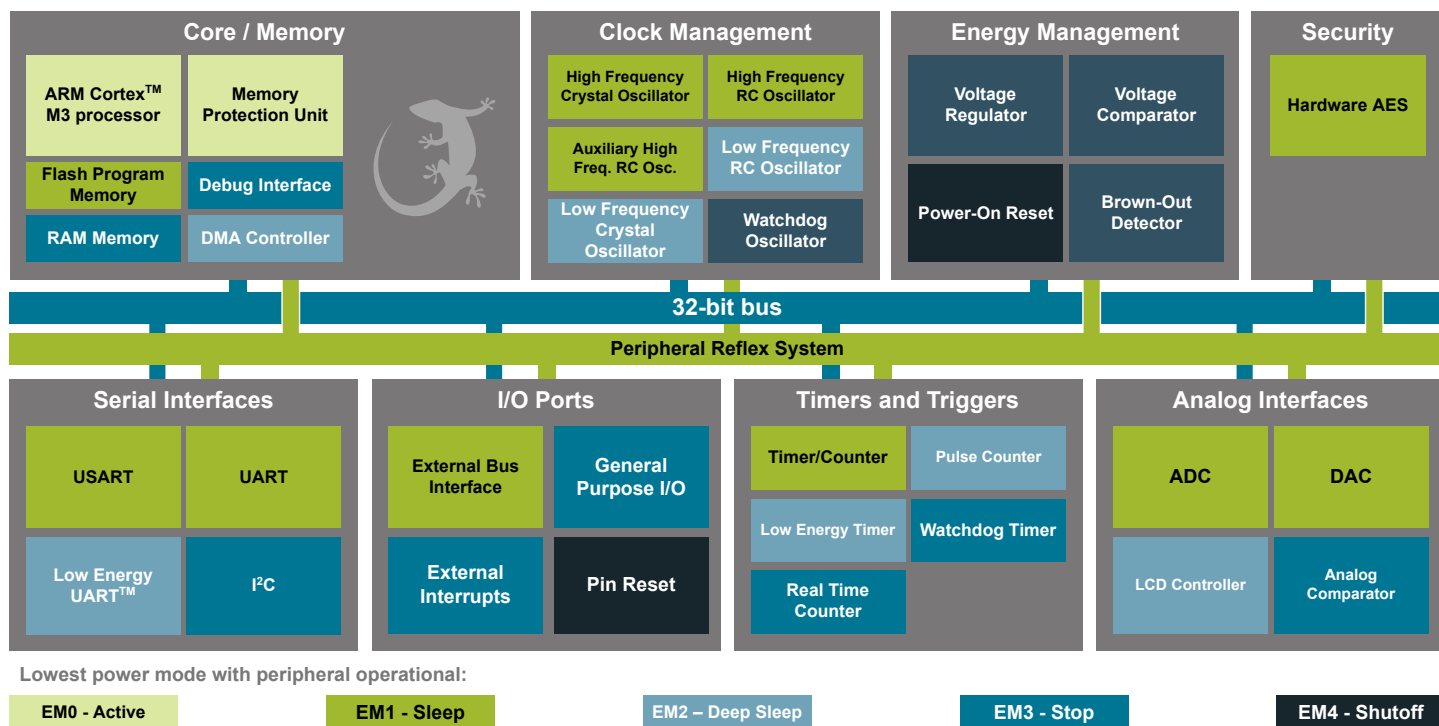 Core / Memory
ARM Cortex™
M3 processor
Memory
Protection Unit
Flash Program
Memory
Debug Interface
RAM Memory
DMA Controller
Clock Management
High Frequency
Crystal Oscillator
High Frequency
RC Oscillator
Auxiliary High
Freq. RC Osc.
Low Frequency
RC Oscillator
Low Frequency
Crystal
Oscillator
Watchdog
Oscillator
Energy Management
Voltage
Regulator
Voltage
Comparator
Power-On Reset
Brown-Out
Detector
Security
Hardware AES
32-bit bus
Peripheral Reflex System
Serial Interfaces
USART
UART
Low Energy
UART™
I²C
I/O Ports
External Bus
Interface
General
Purpose I/O
External
Interrupts
Pin Reset
Timers and Triggers
Timer/Counter
Pulse Counter
Low Energy Timer
Watchdog Timer
Real Time
Counter
Analog Interfaces
ADC
DAC
LCD Controller
Analog
Comparator
Lowest power mode with peripheral operational:
EM0 - Active
EM1 - Sleep
EM2 – Deep Sleep
EM3 - Stop
EM4 - Shutoff